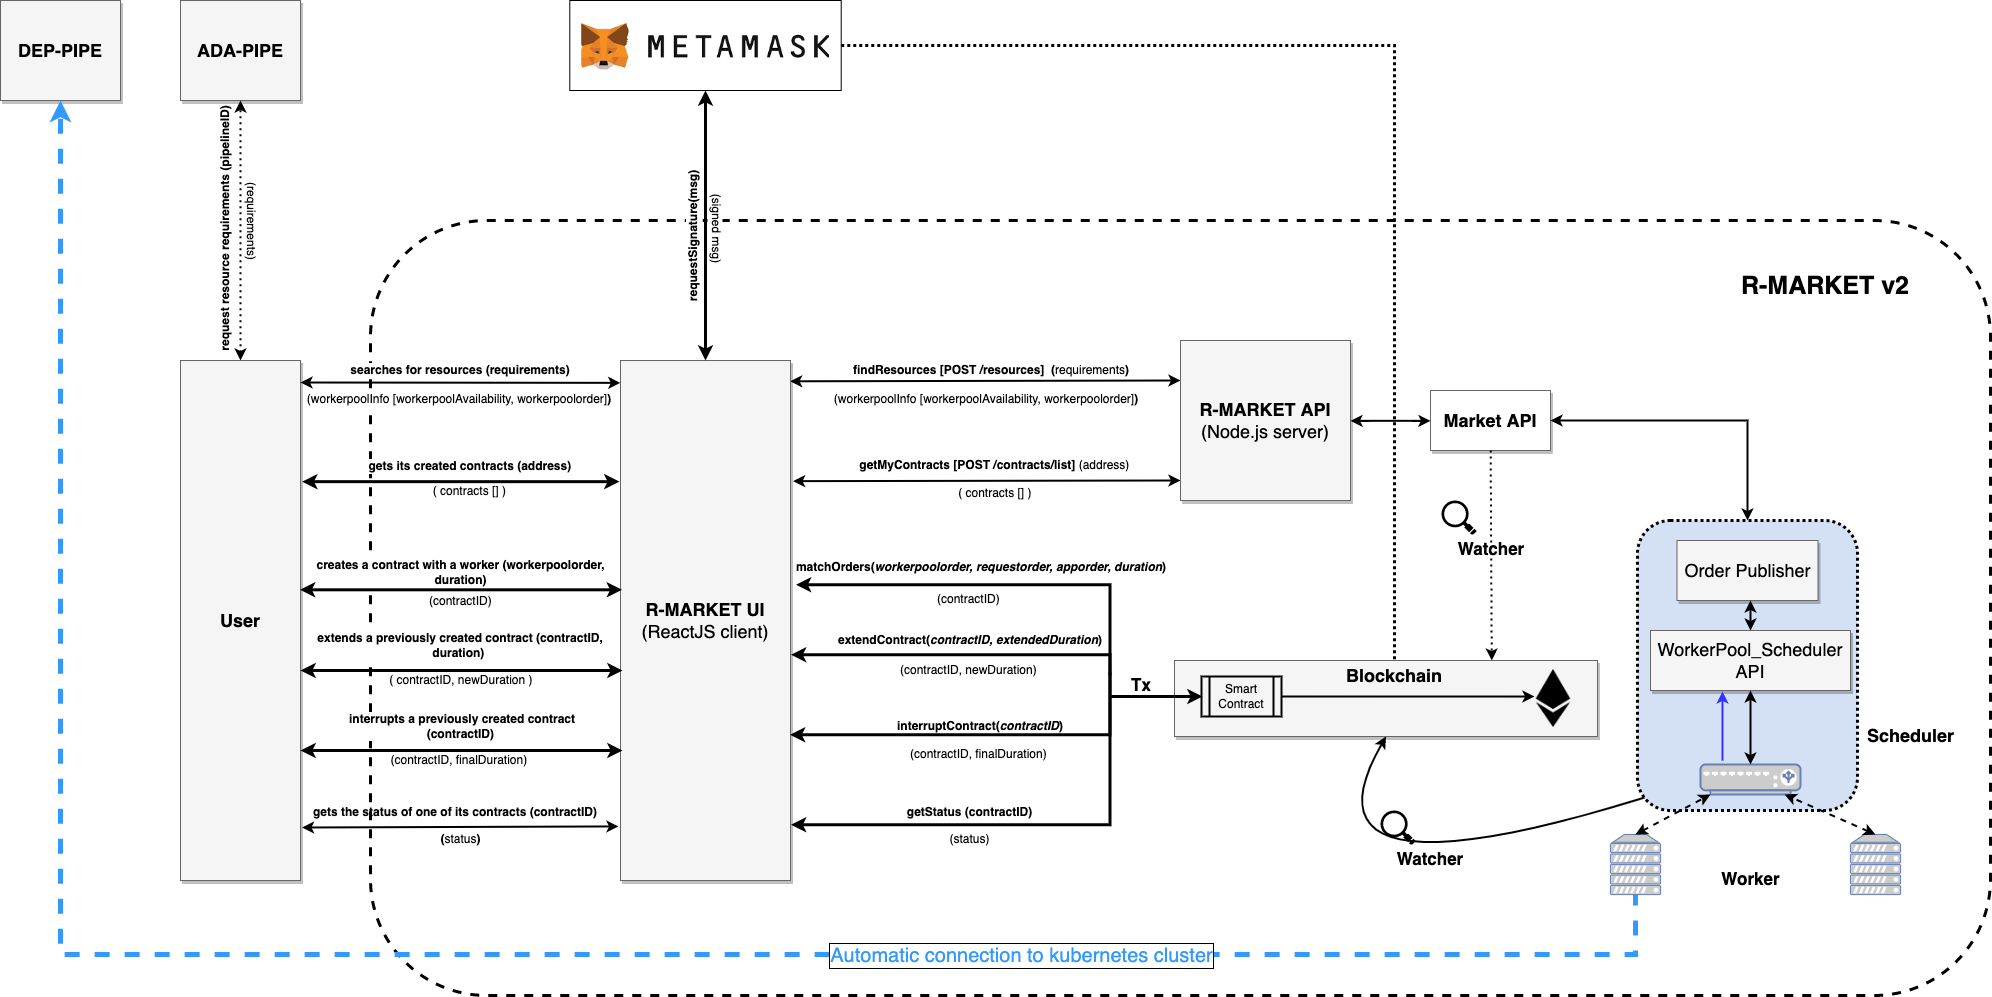 DEP-PIPE
ADA-PIPE
METAMASK
request resource requirements (pipelineID)
(requirements)
requestSignature(msg)
(signed msg)
R-MARKET v2
User
searches for resources (requirements)
(workerpoolInfo [workerpoolAvailability, workerpoolorder])
gets its created contracts (address)
( contracts [] )
creates a contract with a worker (workerpoolorder,
duration)
(contractID)
extends a previously created contract (contractID,
duration)
( contractID, newDuration )
interrupts a previously created contract
(contractID)
(contractID, finalDuration)
gets the status of one of its contracts (contractID)
(status)
R-MARKET UI
(ReactJS client)
findResources [POST /resources]  (requirements)
(workerpoolInfo [workerpoolAvailability, workerpoolorder])
getMyContracts [POST /contracts/list] (address)
( contracts [] )
matchOrders(workerpoolorder, requestorder, apporder, duration)
(contractID)
extendContract(contractID, extendedDuration)
(contractID, newDuration)
interruptContract(contractID)
(contractID, finalDuration)
getStatus (contractID)
(status)
Tx
R-MARKET API
(Node.js server)
Market API
Watcher
Blockchain
Smart
Contract
Order Publisher
WorkerPool_Scheduler
API
Scheduler
Watcher
Worker
Automatic connection to kubernetes cluster